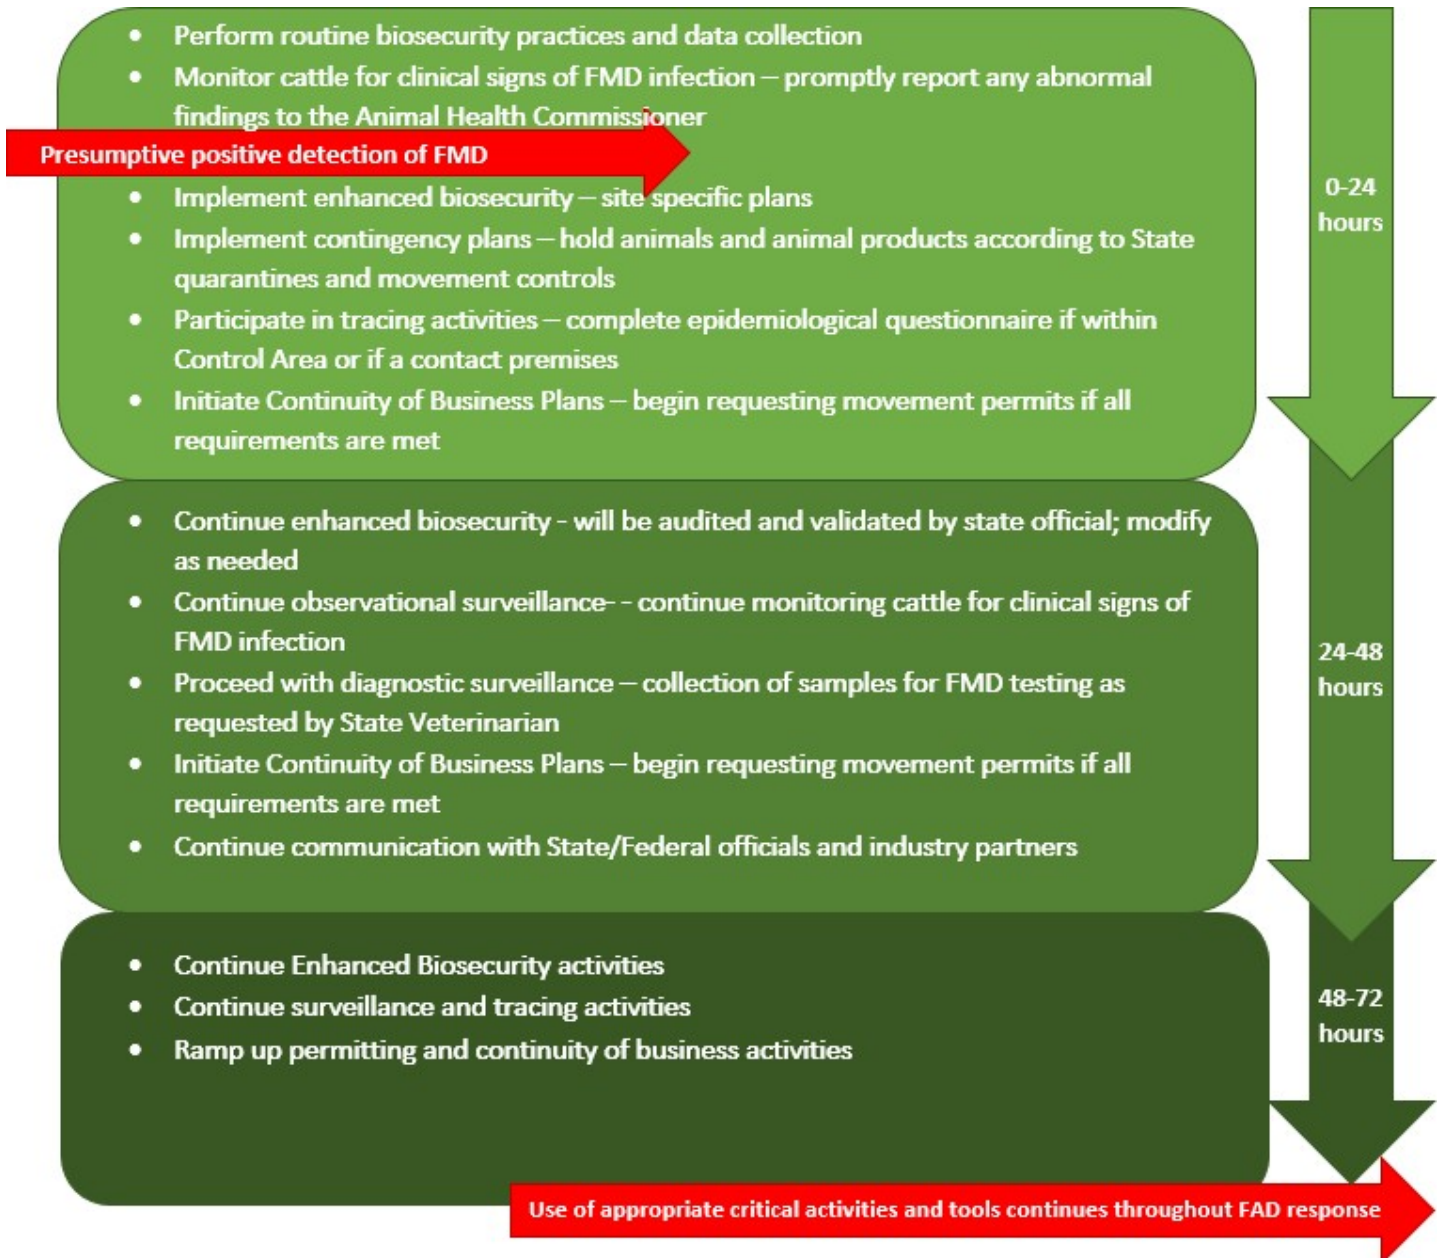 • Perform routine biosecurity practices and data collection
• Monitor cattle for clinical signs of FMD infection – promptly report any abnormal
findings to the Animal Health Commissioner
Presumptive positive detection of FMD
• Implement enhanced biosecurity – site specific plans
• Implement contingency plans – hold animals and animal products according to State
quarantines and movement controls
• Participate in tracing activities – complete epidemiological questionnaire if within
Control Area or if a contact premises
• Initiate Continuity of Business Plans – begin requesting movement permits if all
requirements are met
0-24
hours
• Continue enhanced biosecurity - will be audited and validated by state official; modify
as needed
• Continue observational surveillance- - continue monitoring cattle for clinical signs of
FMD infection
• Proceed with diagnostic surveillance – collection of samples for FMD testing as
requested by State Veterinarian
• Initiate Continuity of Business Plans – begin requesting movement permits if all
requirements are met
• Continue communication with State/Federal officials and industry partners
24-48
hours
• Continue Enhanced Biosecurity activities
• Continue surveillance and tracing activities
• Ramp up permitting and continuity of business activities
48-72
hours
Use of appropriate critical activities and tools continues throughout FAD response